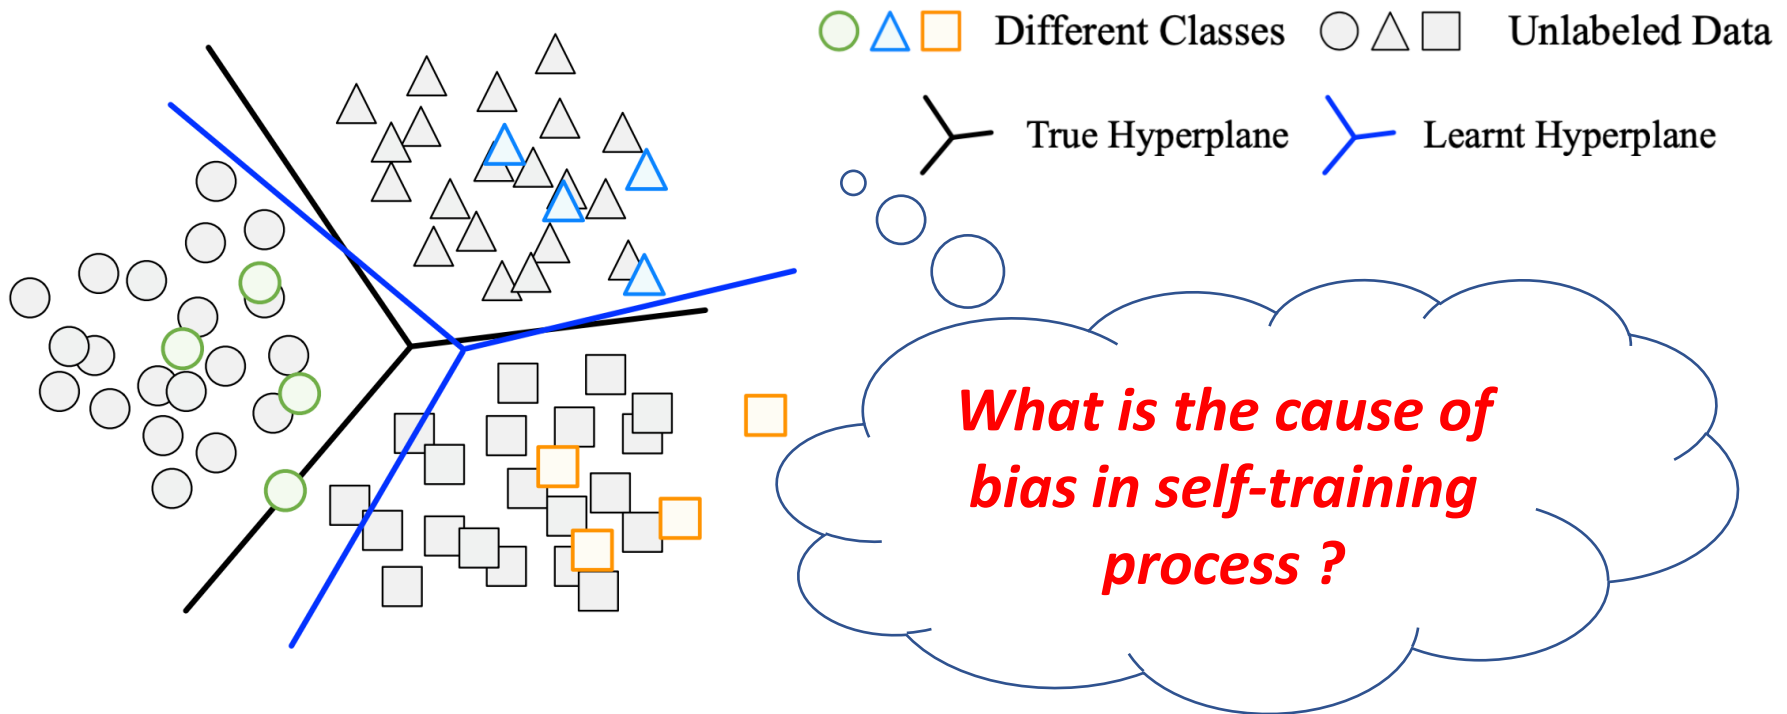 Different Classes
Unlabeled Data
True Hyperplane
Learnt Hyperplane
What is the cause of
bias in self-training
process ?